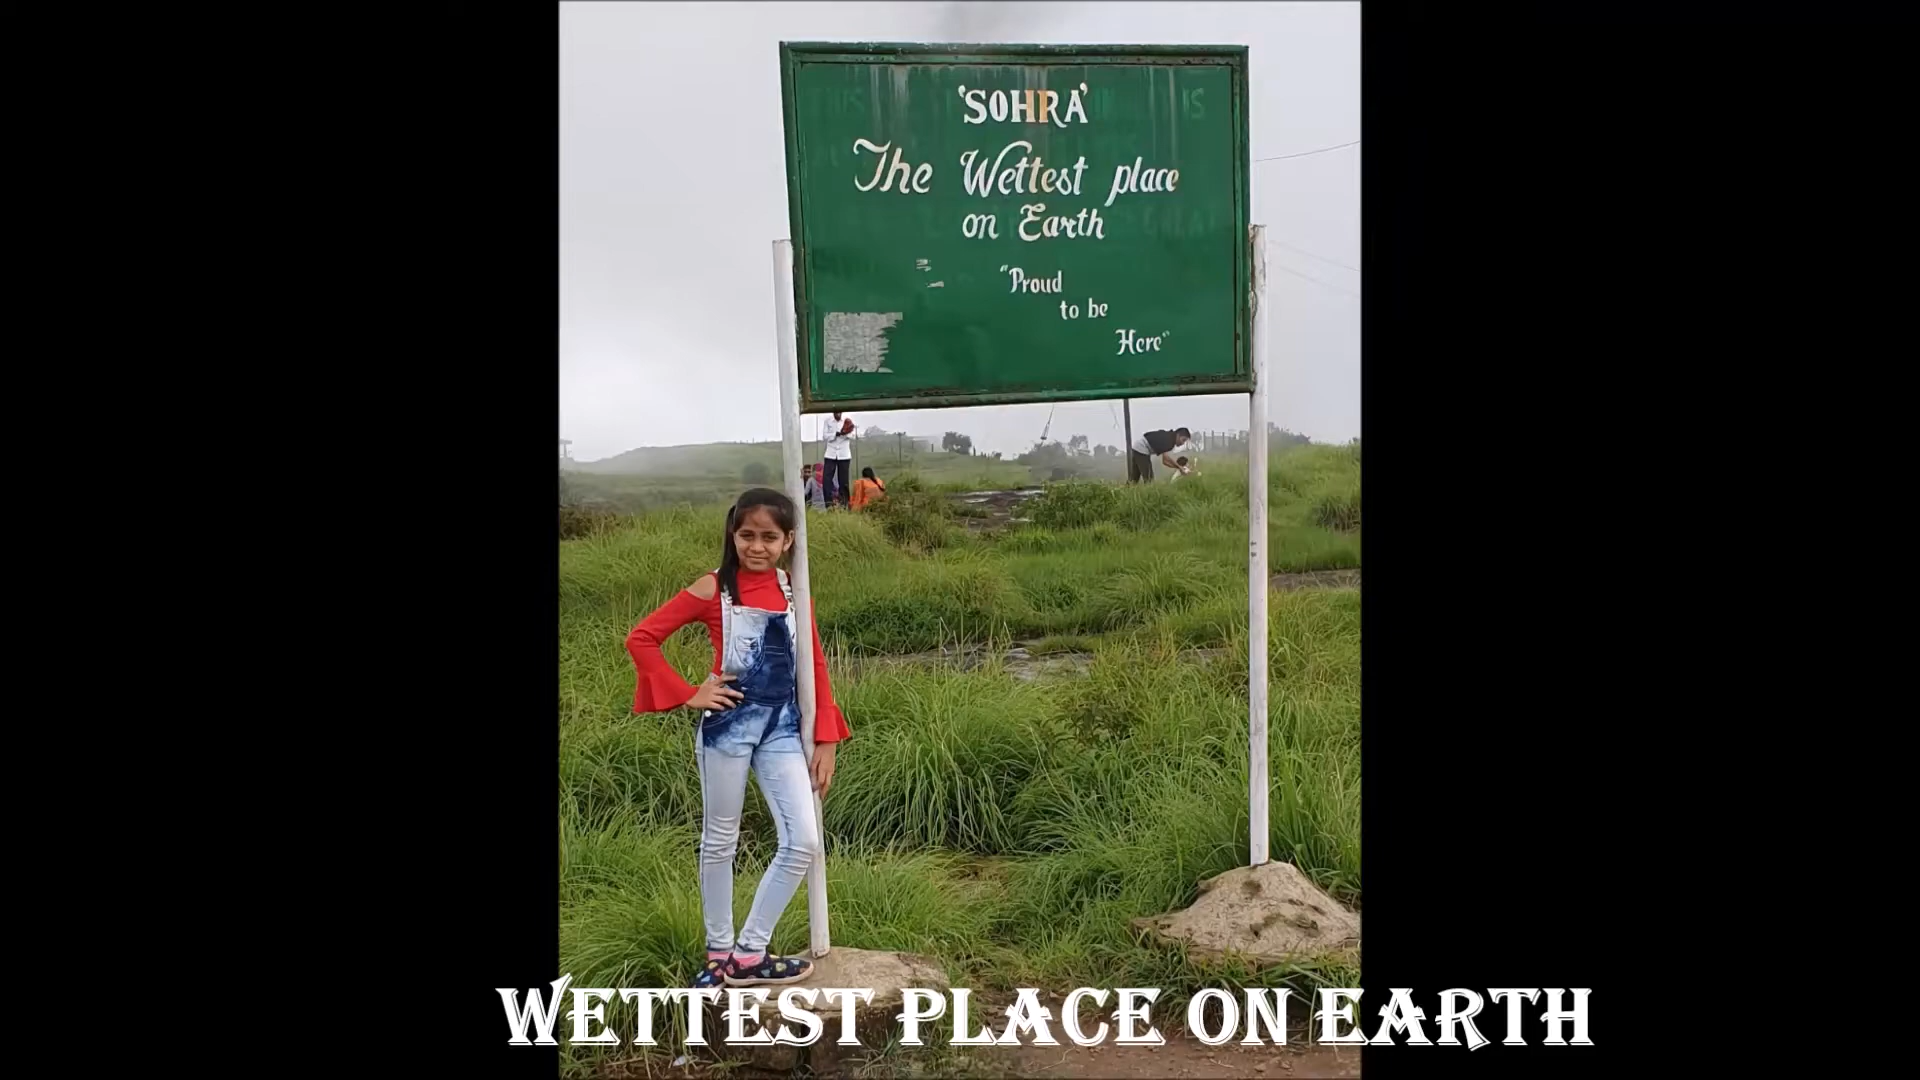 'SOHRA'
The Wettest place
on Earth
"Proud
to be
Here"
WETTEST PLACE ON EARTH